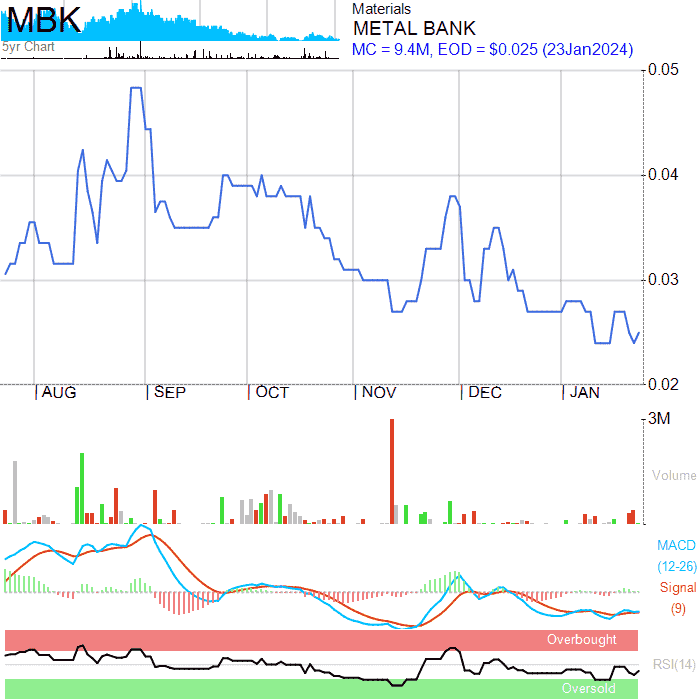 MBK
5yr Chart
Materials
METAL BANK
MC = 9.4M, EOD = $0.025 (23Jan2024)
0.05
0.04
0.03
0.02
AUG SEP OCT NOV DEC JAN
3M
Volume
MACD
(12-26)
Signal
(9)
Overbought
RSI(14)
Oversold